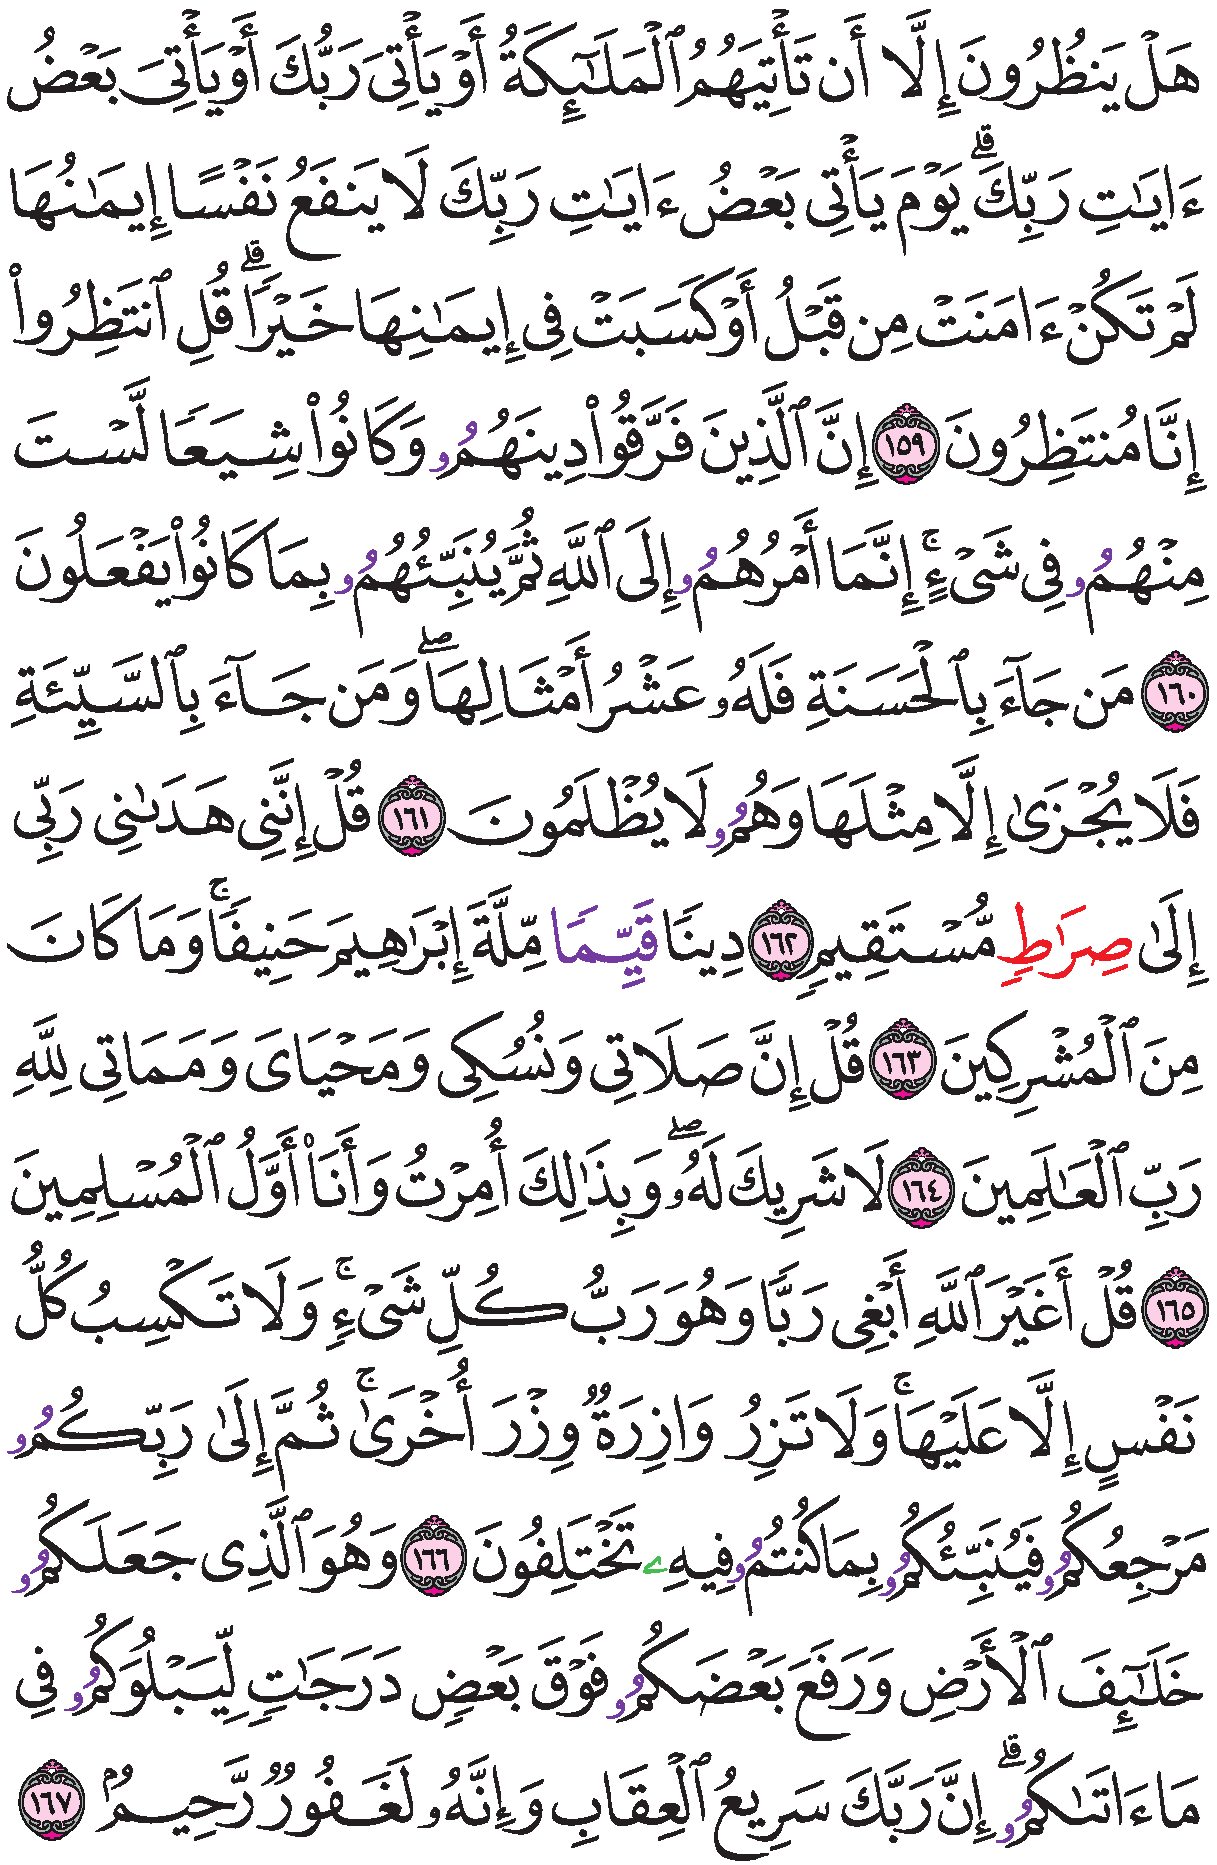 هَلْ يَنظُرُونَ إِلَّا أَن تَأْتِيَهُمُ ٱلْمَلَـٰٓئِكَةُ أَوْ يَأْتِىَ رَبُّكَ أَوْ يَأْتِىَ بَعْضُ
ءَايَـٰتِ رَبِّكَۗ يَوْمَ يَأْتِى بَعْضُ ءَايَـٰتِ رَبِّكَ لَا يَنفَعُ نَفْسًا إِيمَـٰنُهَا
لَمْ تَكُنْ ءَامَنَتْ مِن قَبْلُ أَوْ كَسَبَتْ فِى إِيمَـٰنِهَا خَيْرًاۗ قُلِ ٱنتَظِرُوا۟
إِنَّا مُنتَظِرُونَ ١٥٩ إِنَّ ٱلَّذِينَ فَرَّقُوا۟ دِينَهُمُۥ وَكَانُوا۟ شِيَعًا لَّسْتَ
مِنْهُمُۥ فِى شَىْءٍۚ إِنَّمَا أَمْرُهُمُۥ إِلَى ٱللَّهِ ثُمَّ يُنَبِّئُهُمُۥ بِمَا كَانُوا۟ يَفْعَلُونَ
١٦٠ مَن جَآءَ بِٱلْحَسَنَةِ فَلَهُۥ عَشْرُ أَمْثَالِهَاۖ وَمَن جَآءَ بِٱلسَّيِّئَةِ
فَلَا يُجْزَىٰ إِلَّا مِثْلَهَا وَهُمُۥ لَا يُظْلَمُونَ ١٦١ قُلْ إِنَّنِى هَدَىٰنِى رَبِّى
إِلَىٰ صِرَٰطٍ مُّسْتَقِيمٍ ١٦٢ دِينًا قَيِّمًا مِّلَّةَ إِبْرَٰهِيمَ حَنِيفًاۚ وَمَا كَانَ
مِنَ ٱلْمُشْرِكِينَ ١٦٣ قُلْ إِنَّ صَلَاتِى وَنُسُكِى وَمَحْيَاىَ وَمَمَاتِى لِلَّهِ
رَبِّ ٱلْعَـٰلَمِينَ ١٦٤ لَا شَرِيكَ لَهُۥۖ وَبِذَٰلِكَ أُمِرْتُ وَأَنَا۠ أَوَّلُ ٱلْمُسْلِمِينَ
١٦٥ قُلْ أَغَيْرَ ٱللَّهِ أَبْغِى رَبًّا وَهُوَ رَبُّ كُلِّ شَىْءٍۚ وَلَا تَكْسِبُ كُلُّ
نَفْسٍ إِلَّا عَلَيْهَاۚ وَلَا تَزِرُ وَازِرَةٌ وِزْرَ أُخْرَىٰۚ ثُمَّ إِلَىٰ رَبِّكُمُۥ
مَرْجِعُكُمُۥ فَيُنَبِّئُكُمُۥ بِمَا كُنتُمُۥ فِيهِۦ تَخْتَلِفُونَ ١٦٦ وَهُوَ ٱلَّذِى جَعَلَكُمُۥ
خَلَـٰٓئِفَ ٱلْأَرْضِ وَرَفَعَ بَعْضَكُمُۥ فَوْقَ بَعْضٍ دَرَجَـٰتٍ لِّيَبْلُوَكُمُۥ فِى
مَا ءَاتَىٰكُمُۥۗ إِنَّ رَبَّكَ سَرِيعُ ٱلْعِقَابِ وَإِنَّهُۥ لَغَفُورٌ رَّحِيمٌۢ ١٦٧